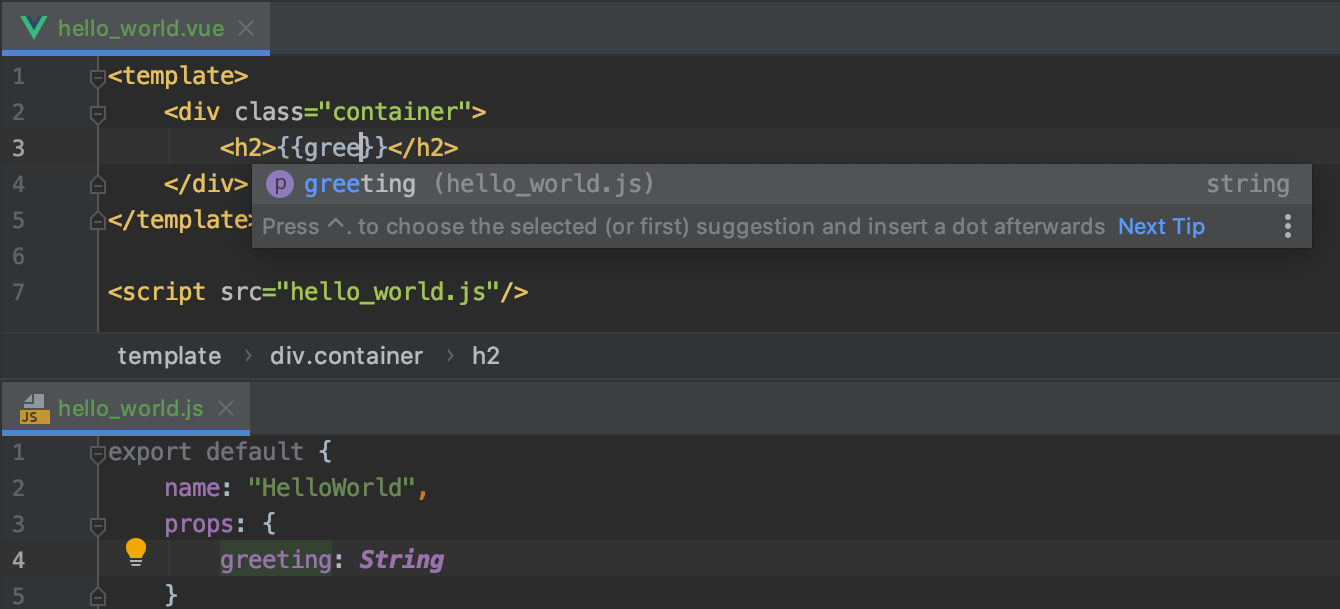 hello_world.vue
1 <template>
2 <div class="container">
3 <h2>{{gree}}</h2>
4 </div>
p greeting (hello_world.js) string
5 </template>
Press ^. to choose the selected (or first) suggestion and insert a dot afterwards Next Tip
6
7 <script src="hello_world.js"/>
template › div.container › h2
JS hello_world.js
1 export default {
2 name: "HelloWorld",
3 props: {
4 greeting: String
5 }